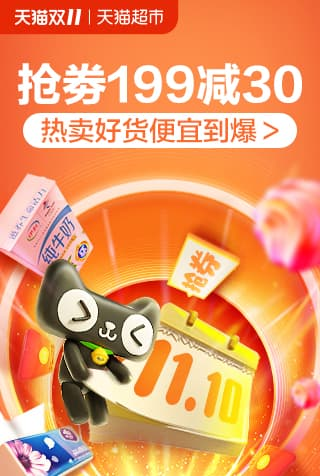 天猫双11 | 天猫超市
抢券199减30
热卖好货便宜到爆 >
纯牛奶
抢券
11.10